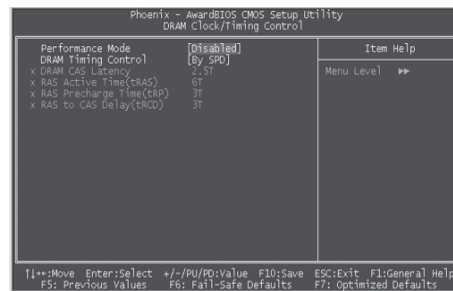 Phoenix - AwardBIOS CMOS Setup Utility
DRAM Clock/Timing Control
Performance Mode [Disabled]
DRAM Timing Control [By SPD]
x DRAM CAS Latency 2.5T
x RAS Active Time(tRAS) 6T
x RAS Precharge Time(tRP) 3T
x RAS to CAS Delay(tRCD) 3T
Item Help
Menu Level ▶▶
↑↓↔:Move Enter:Select +/-/PU/PD:Value F10:Save ESC:Exit F1:General Help
F5: Previous Values F6: Fail-Safe Defaults F7: Optimized Defaults